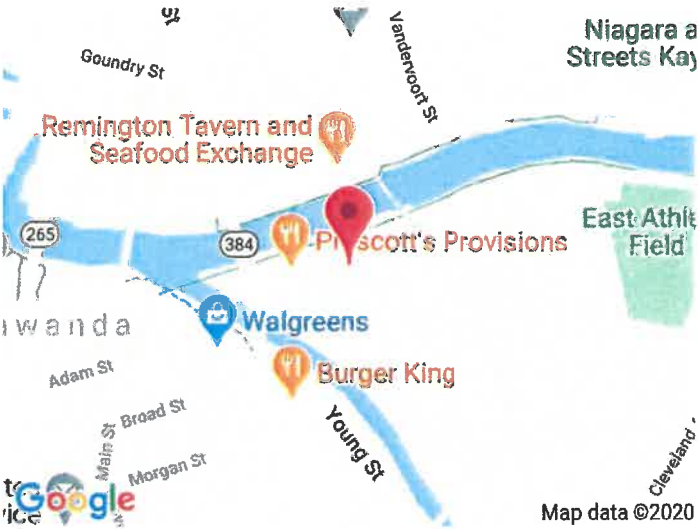 Goundry St
Vandervoort St
Niagara a
Streets Kay
Remington Tavern and
Seafood Exchange
265
384
Prescott's Provisions
East Athle
Field
wanda
Walgreens
Adam St
Burger King
Broad St
Main St
Morgan St
Young St
Cleveland
Google
Map data ©2020